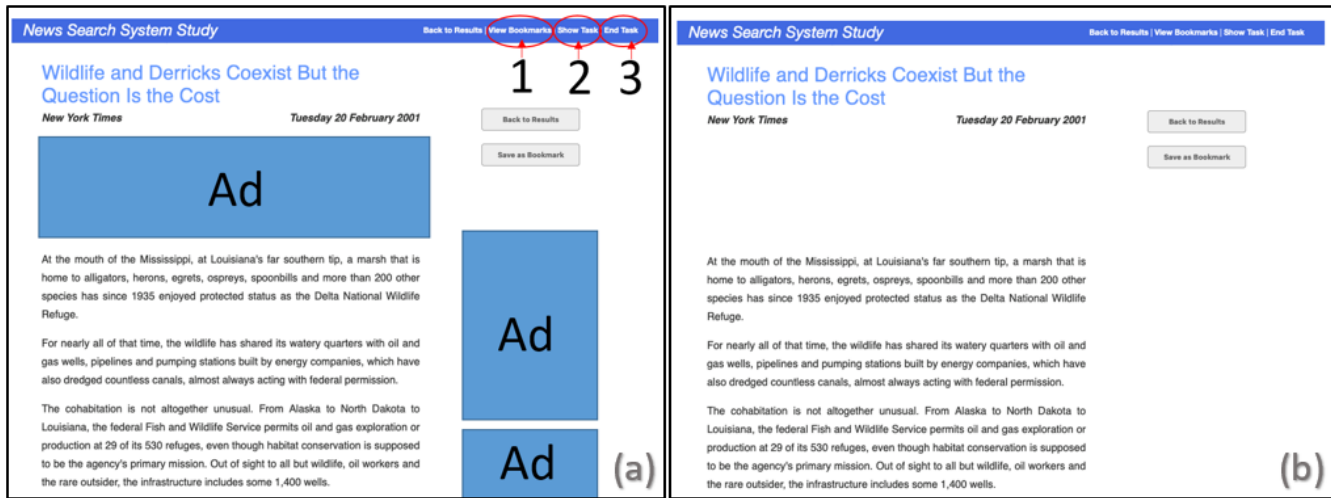 News Search System Study
Back to Results | View Bookmarks | Show Task | End Task
1 2 3
Wildlife and Derricks Coexist But the
Question Is the Cost
New York Times Tuesday 20 February 2001
Back to Results
Save as Bookmark
Ad
Ad
At the mouth of the Mississippi, at Louisiana's far southern tip, a marsh that is
home to alligators, herons, egrets, ospreys, spoonbills and more than 200 other
species has since 1935 enjoyed protected status as the Delta National Wildlife
Refuge.
For nearly all of that time, the wildlife has shared its watery quarters with oil and
gas wells, pipelines and pumping stations built by energy companies, which have
also dredged countless canals, almost always acting with federal permission.
The cohabitation is not altogether unusual. From Alaska to North Dakota to
Louisiana, the federal Fish and Wildlife Service permits oil and gas exploration or
production at 29 of its 530 refuges, even though habitat conservation is supposed
to be the agency's primary mission. Out of sight to all but wildlife, oil workers and
the rare outsider, the infrastructure includes some 1,400 wells.
Ad
(a)
News Search System Study
Back to Results | View Bookmarks | Show Task | End Task
Wildlife and Derricks Coexist But the
Question Is the Cost
New York Times Tuesday 20 February 2001
Back to Results
Save as Bookmark
At the mouth of the Mississippi, at Louisiana's far southern tip, a marsh that is
home to alligators, herons, egrets, ospreys, spoonbills and more than 200 other
species has since 1935 enjoyed protected status as the Delta National Wildlife
Refuge.
For nearly all of that time, the wildlife has shared its watery quarters with oil and
gas wells, pipelines and pumping stations built by energy companies, which have
also dredged countless canals, almost always acting with federal permission.
The cohabitation is not altogether unusual. From Alaska to North Dakota to
Louisiana, the federal Fish and Wildlife Service permits oil and gas exploration or
production at 29 of its 530 refuges, even though habitat conservation is supposed
to be the agency's primary mission. Out of sight to all but wildlife, oil workers and
the rare outsider, the infrastructure includes some 1,400 wells.
(b)